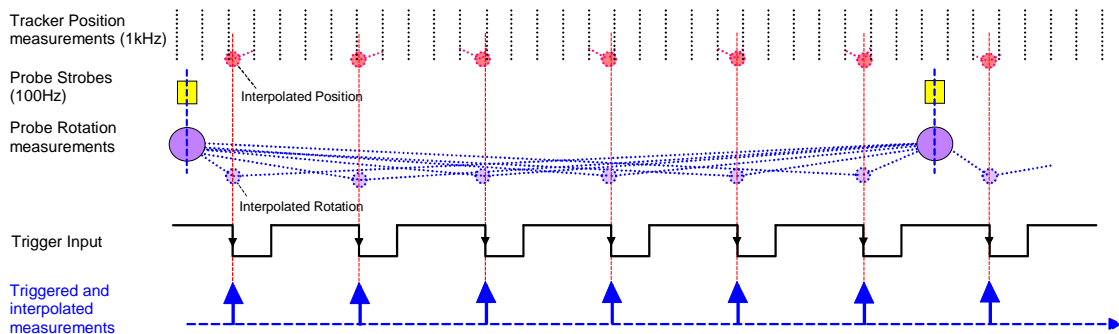 Tracker Position
measurements (1kHz)
Probe Strobes
(100Hz)
Interpolated Position
Probe Rotation
measurements
Interpolated Rotation
Trigger Input
Triggered and
interpolated
measurements